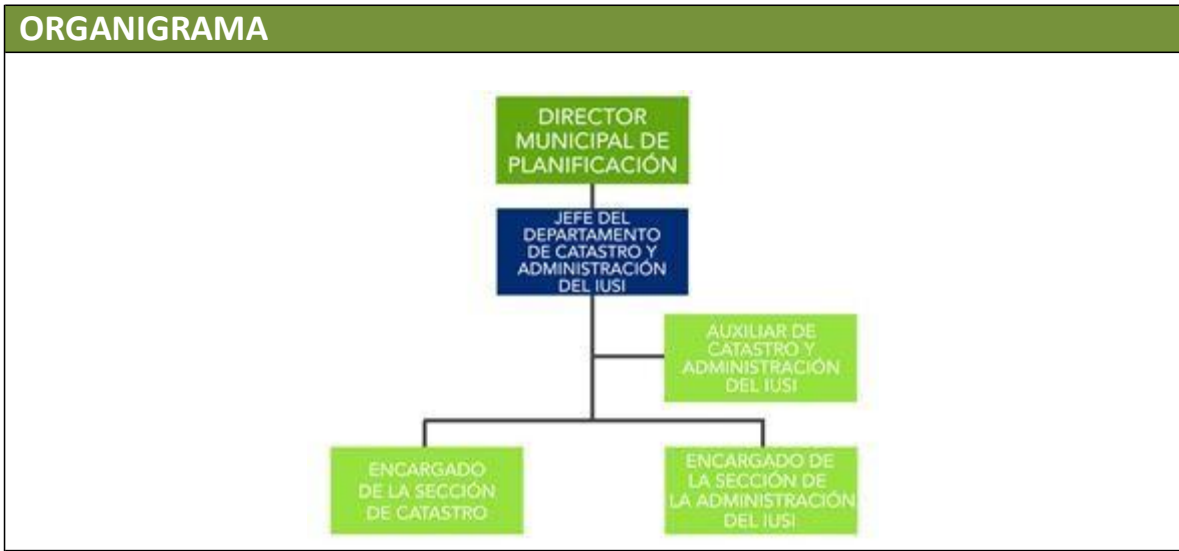 ORGANIGRAMA
DIRECTOR
MUNICIPAL DE
PLANIFICACIÓN
JEFE DEL
DEPARTAMENTO
DE CATASTRO Y
ADMINISTRACIÓN
DEL IUSI
AUXILIAR DE
CATASTRO Y
ADMINISTRACIÓN
DEL IUSI
ENCARGADO
DE LA SECCIÓN
DE CATASTRO
ENCARGADO DE
LA SECCIÓN DE
LA ADMINISTRACIÓN
DEL IUSI